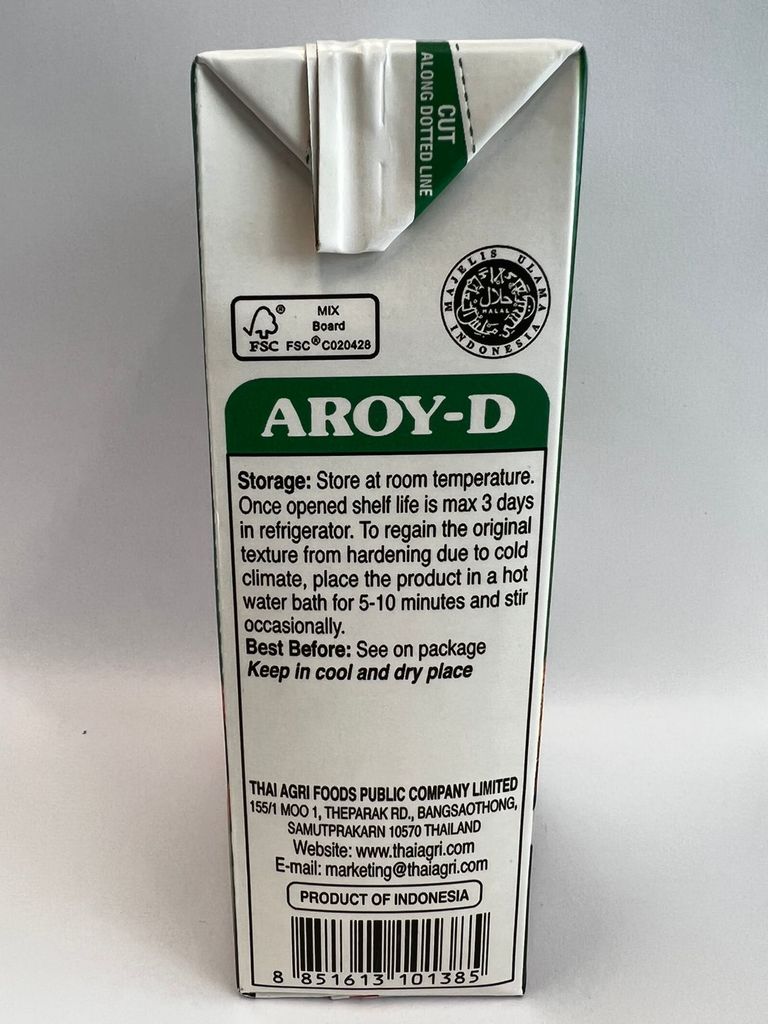 CUT
ALONG DOTTED LINE
MAJELIS ULAMA
INDONESIA
حلال
HALAL
MIX
Board
FSC® FSC® C020428
AROY-D
Storage: Store at room temperature.
Once opened shelf life is max 3 days
in refrigerator. To regain the original
texture from hardening due to cold
climate, place the product in a hot
water bath for 5-10 minutes and stir
occasionally.
Best Before: See on package
Keep in cool and dry place
THAI AGRI FOODS PUBLIC COMPANY LIMITED
155/1 MOO 1, THEPARAK RD., BANGSAOTHONG,
SAMUTPRAKARN 10570 THAILAND
Website: www.thaiagri.com
E-mail: marketing@thaiagri.com
PRODUCT OF INDONESIA
8 851613 101385